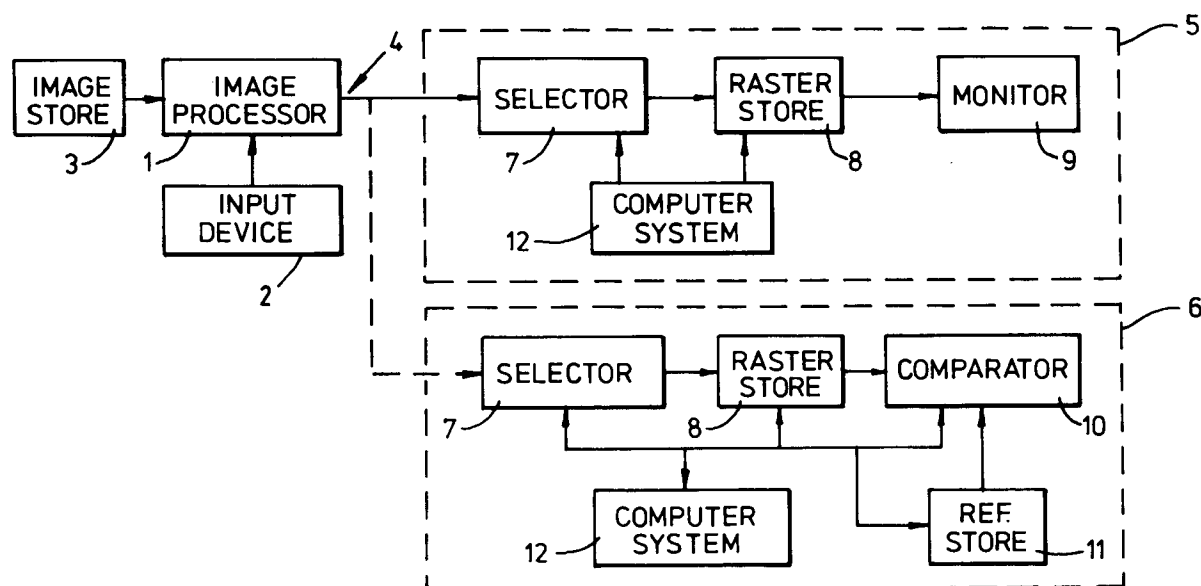 5
4
IMAGE
STORE
3
IMAGE
PROCESSOR
1
INPUT
DEVICE
2
SELECTOR
7
RASTER
STORE
8
MONITOR
9
COMPUTER
SYSTEM
12
6
SELECTOR
7
RASTER
STORE
8
COMPARATOR
10
COMPUTER
SYSTEM
12
REF.
STORE
11